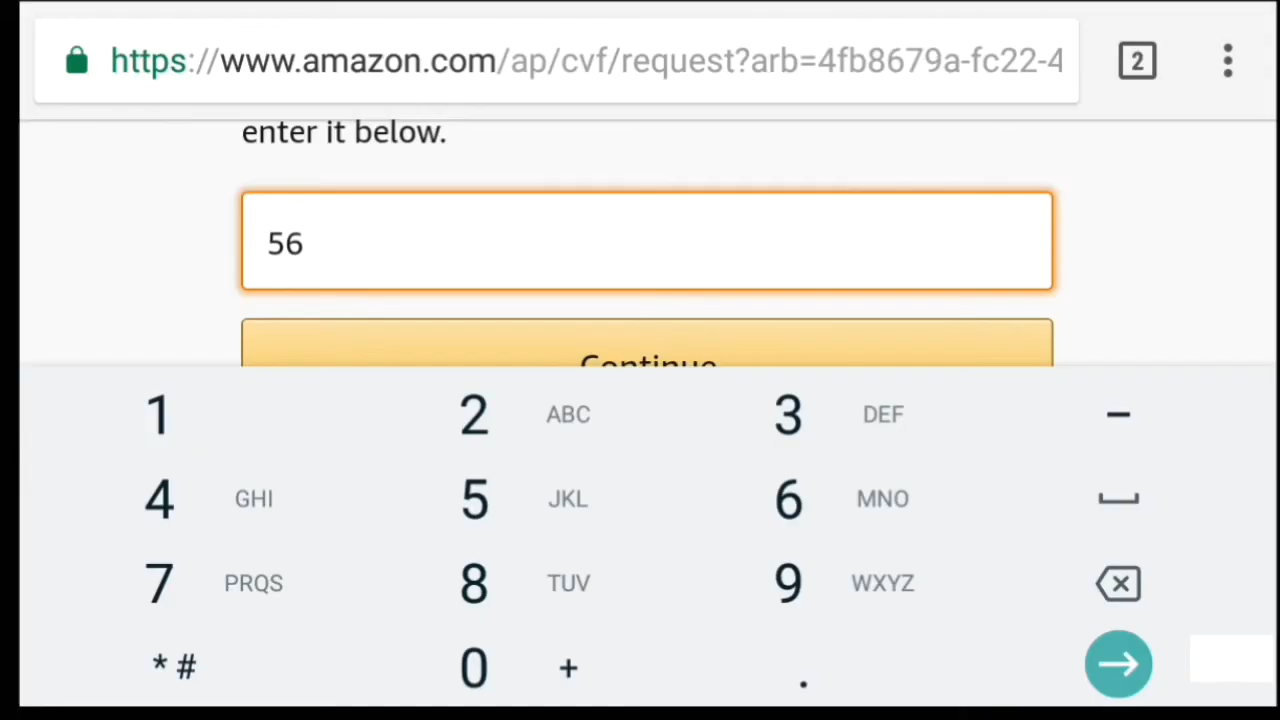 https://www.amazon.com/ap/cvf/request?arb=4fb8679a-fc22-4
2
enter it below.
56
Continue
1 2 ABC 3 DEF –
4 GHI 5 JKL 6 MNO
7 PRQS 8 TUV 9 WXYZ
* # 0 + .